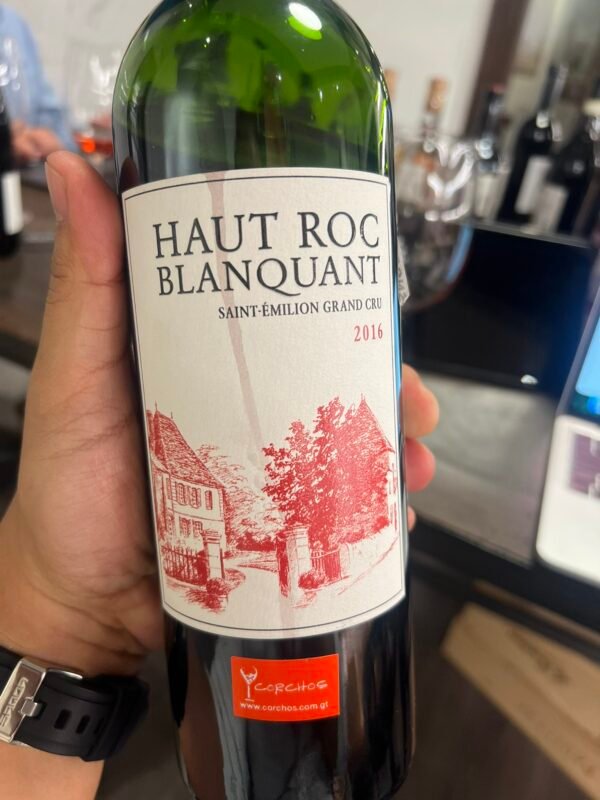 HAUT ROC
BLANQUANT
SAINT-ÉMILION GRAND CRU
2016
CORCHOS
www.corchos.com.gt